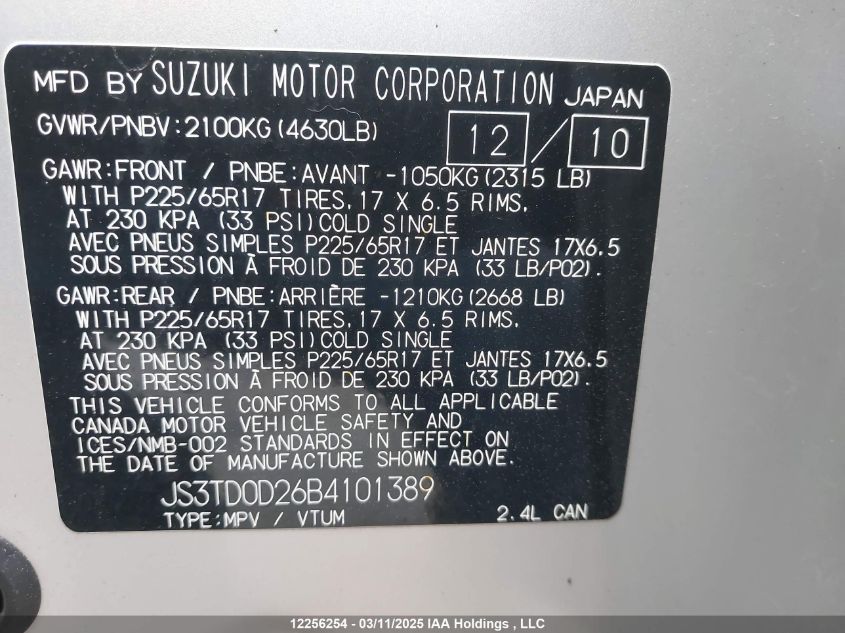 MFD BY SUZUKI MOTOR CORPORATION JAPAN
GVWR/PNBV:2100KG(4630LB) 12/10
GAWR:FRONT / PNBE:AVANT -1050KG(2315 LB)
WITH P225/65R17 TIRES,17 X 6.5 RIMS,
AT 230 KPA (33 PSI)COLD SINGLE
AVEC PNEUS SIMPLES P225/65R17 ET JANTES 17X6.5
SOUS PRESSION À FROID DE 230 KPA (33 LB/PO2).
GAWR:REAR / PNBE:ARRIÈRE -1210KG(2668 LB)
WITH P225/65R17 TIRES,17 X 6.5 RIMS,
AT 230 KPA (33 PSI)COLD SINGLE
AVEC PNEUS SIMPLES P225/65R17 ET JANTES 17X6.5
SOUS PRESSION À FROID DE 230 KPA (33 LB/PO2).
THIS VEHICLE CONFORMS TO ALL APPLICABLE
CANADA MOTOR VEHICLE SAFETY AND
ICES/NMB-002 STANDARDS IN EFFECT ON
THE DATE OF MANUFACTURE SHOWN ABOVE.
JS3TD0D26B4101389
TYPE:MPV / VTUM 2.4L CAN
12256254 - 03/11/2025 IAA Holdings , LLC